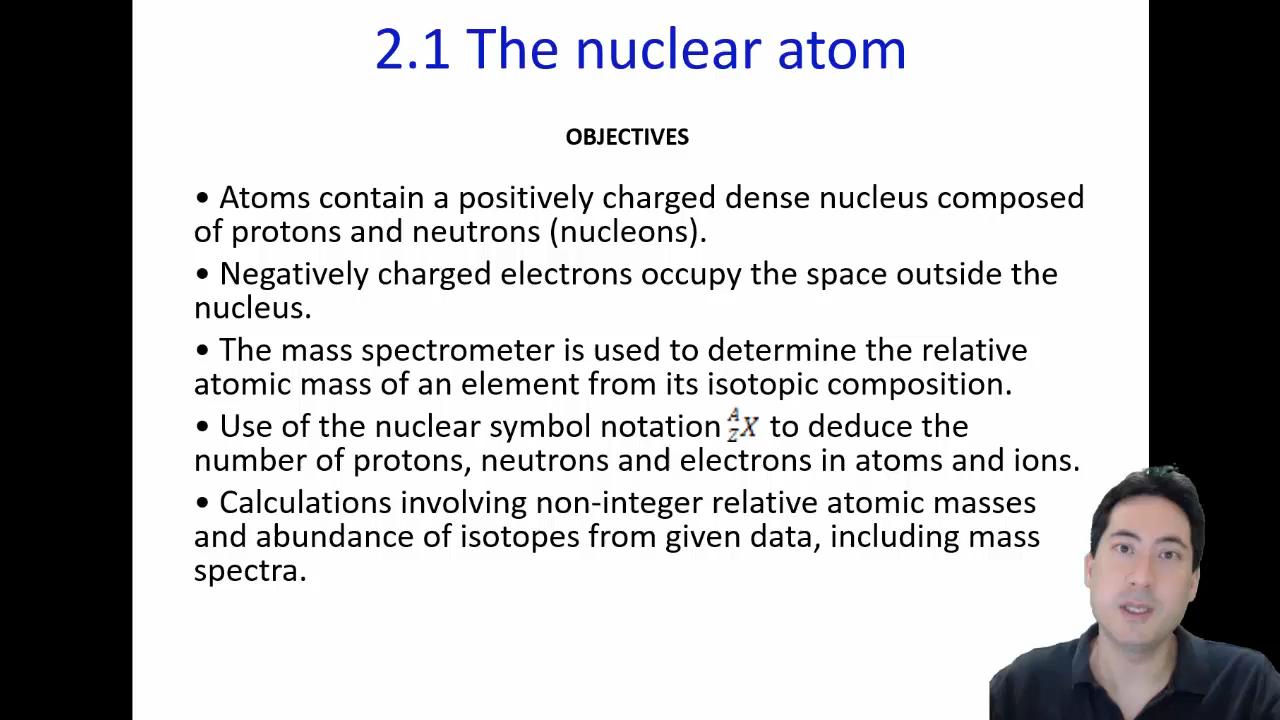 2.1 The nuclear atom
OBJECTIVES
• Atoms contain a positively charged dense nucleus composed
of protons and neutrons (nucleons).
• Negatively charged electrons occupy the space outside the
nucleus.
• The mass spectrometer is used to determine the relative
atomic mass of an element from its isotopic composition.
• Use of the nuclear symbol notation A Z X to deduce the
number of protons, neutrons and electrons in atoms and ions.
• Calculations involving non-integer relative atomic masses
and abundance of isotopes from given data, including mass
spectra.